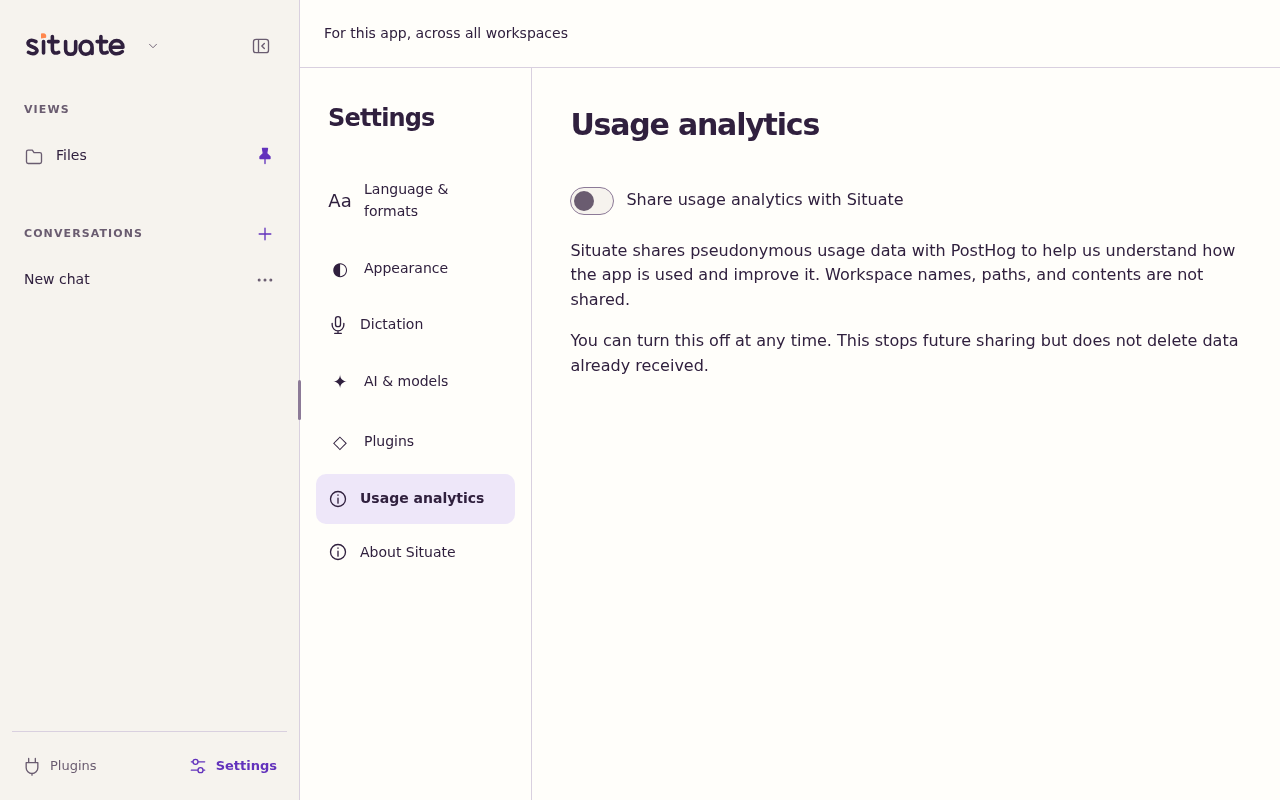 situate
For this app, across all workspaces
VIEWS
Files
CONVERSATIONS
New chat
Plugins
Settings
Settings
Aa
Language &
formats
Appearance
Dictation
AI & models
Plugins
Usage analytics
About Situate
Usage analytics
Share usage analytics with Situate
Situate shares pseudonymous usage data with PostHog to help us understand how
the app is used and improve it. Workspace names, paths, and contents are not
shared.
You can turn this off at any time. This stops future sharing but does not delete data
already received.